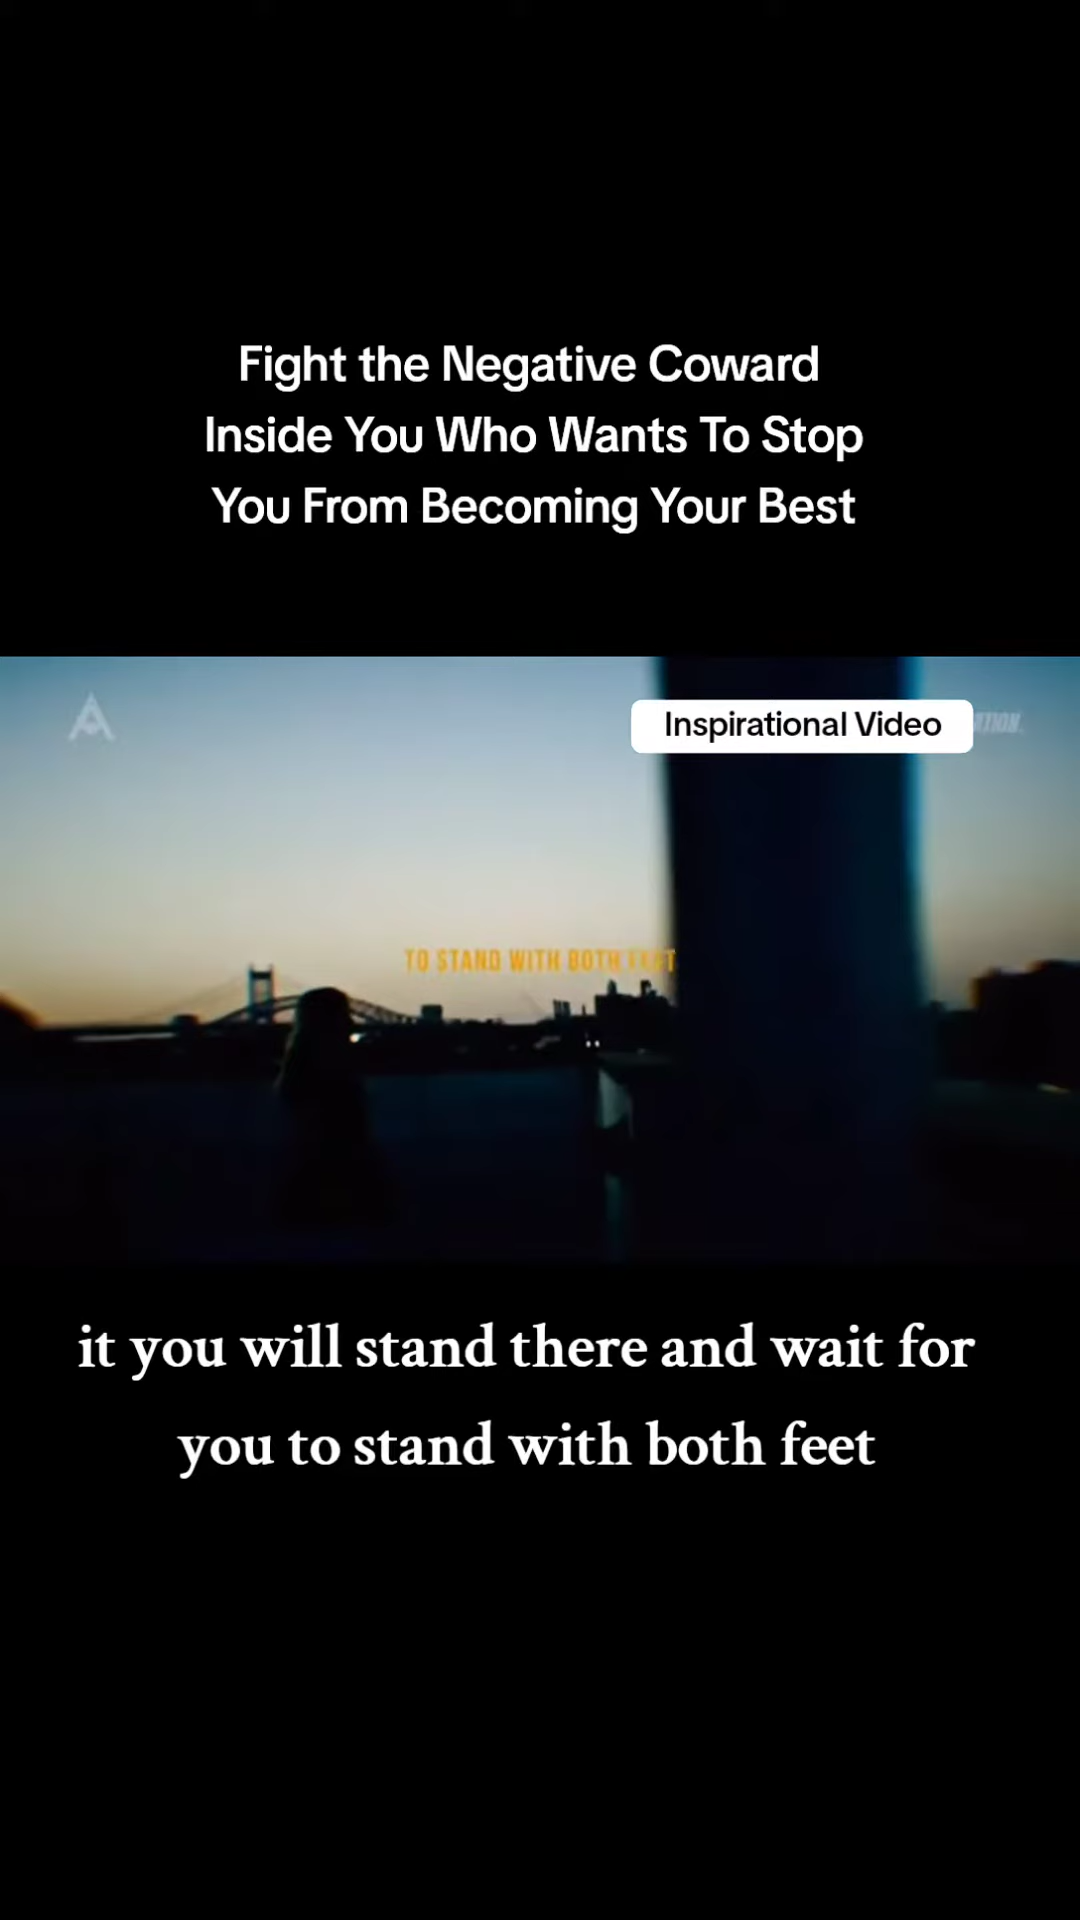 Fight the Negative Coward
Inside You Who Wants To Stop
You From Becoming Your Best
Inspirational Video
TO STAND WITH BOTH FEET
it you will stand there and wait for
you to stand with both feet